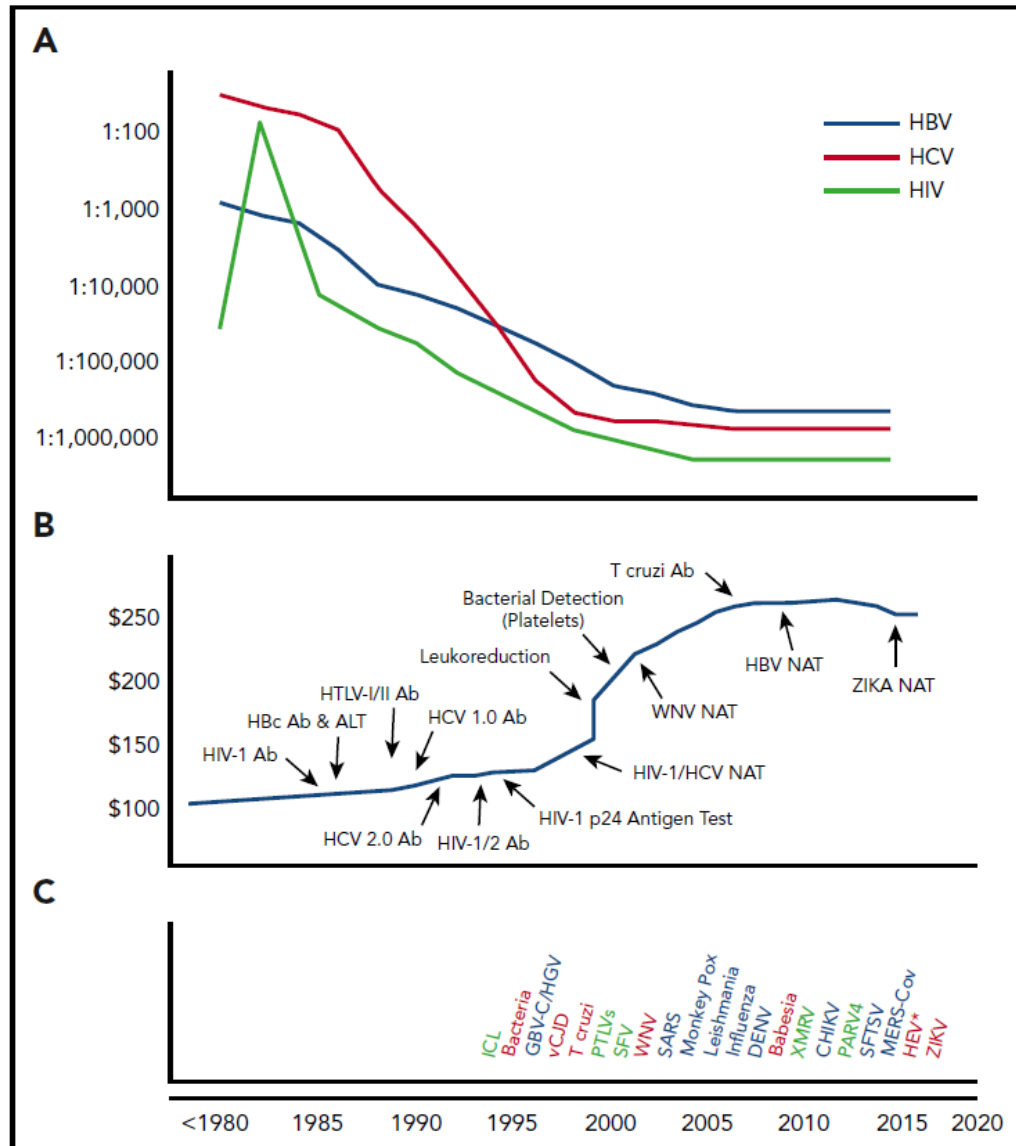 A
1:100
1:1,000
1:10,000
1:100,000
1:1,000,000
HBV
HCV
HIV
B
$250
$200
$150
$100
HIV-1 Ab
HBc Ab & ALT
HTLV-I/II Ab
HCV 1.0 Ab
HCV 2.0 Ab
HIV-1/2 Ab
HIV-1 p24 Antigen Test
HIV-1/HCV NAT
Leukoreduction
Bacterial Detection
(Platelets)
WNV NAT
T cruzi Ab
HBV NAT
ZIKA NAT
C
ICL
Bacteria
GBV-C/HGV
vCJD
T cruzi
PTLVs
SFV
WNV
SARS
Monkey Pox
Leishmania
Influenza
DENV
Babesia
XMRV
CHIKV
PARV4
SFTSV
MERS-Cov
HEV*
ZIKV
<1980 1985 1990 1995 2000 2005 2010 2015 2020